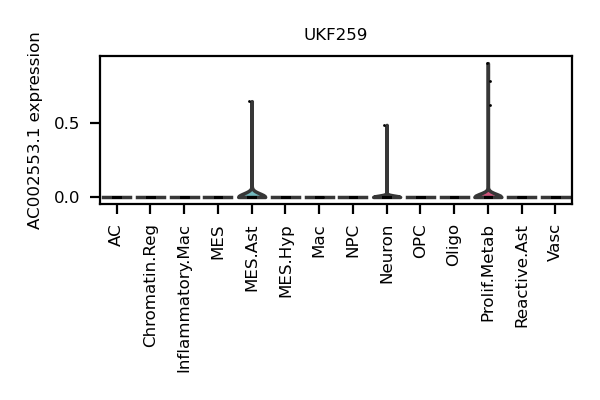 UKF259
AC002553.1 expression
0.5
0.0
AC
Chromatin.Reg
Inflammatory.Mac
MES
MES.Ast
MES.Hyp
Mac
NPC
Neuron
OPC
Oligo
Prolif.Metab
Reactive.Ast
Vasc